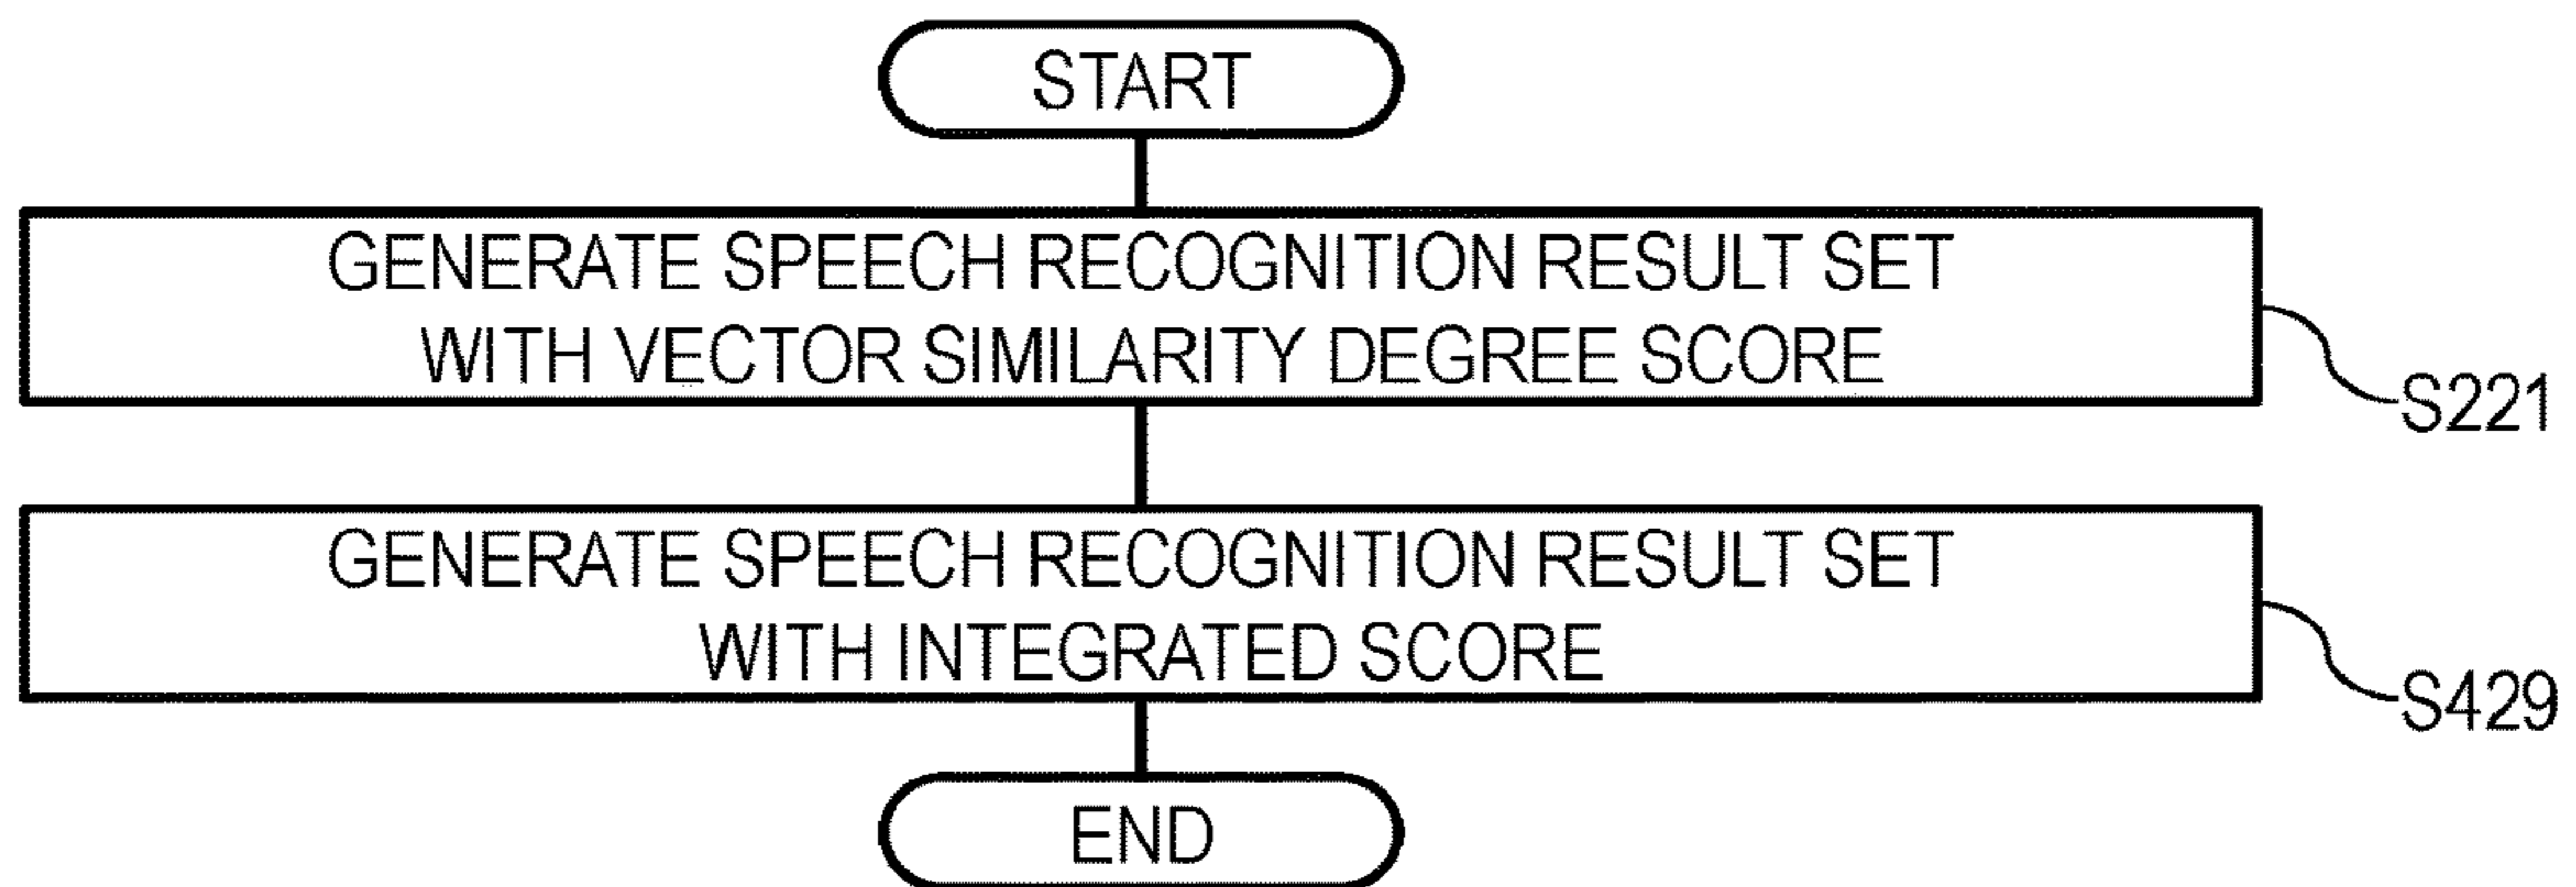 START
GENERATE SPEECH RECOGNITION RESULT SET
WITH VECTOR SIMILARITY DEGREE SCORE
S221
GENERATE SPEECH RECOGNITION RESULT SET
WITH INTEGRATED SCORE
S429
END